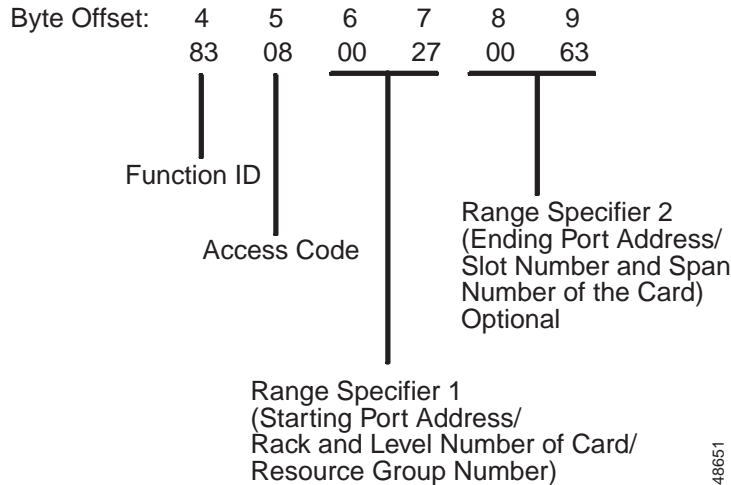 Byte Offset: 4 5 6 7 8 9
83 08 00 27 00 63
Function ID
Access Code
Range Specifier 2
(Ending Port Address/
Slot Number and Span
Number of the Card)
Optional
Range Specifier 1
(Starting Port Address/
Rack and Level Number of Card/
Resource Group Number)
48651